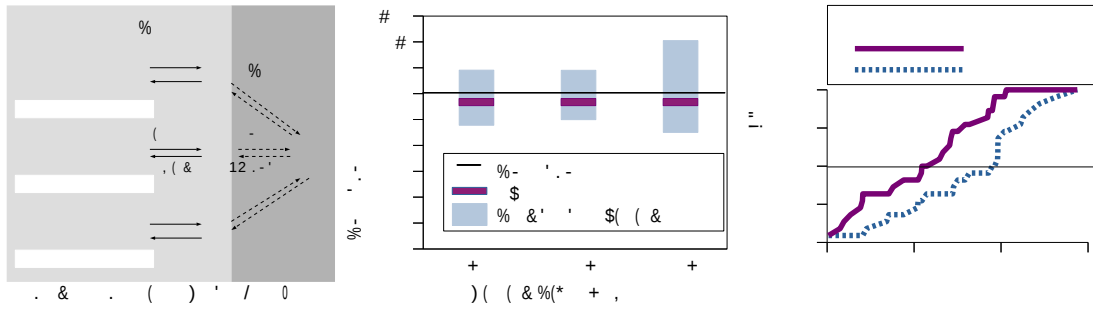 %
%
( -
,( & 12.-'
. & . ( ) ' / 0
#
#
%- '.-
%- '.-
$
% &' ' $( ( &
+ + +
)( ( & %(* + ,
"i